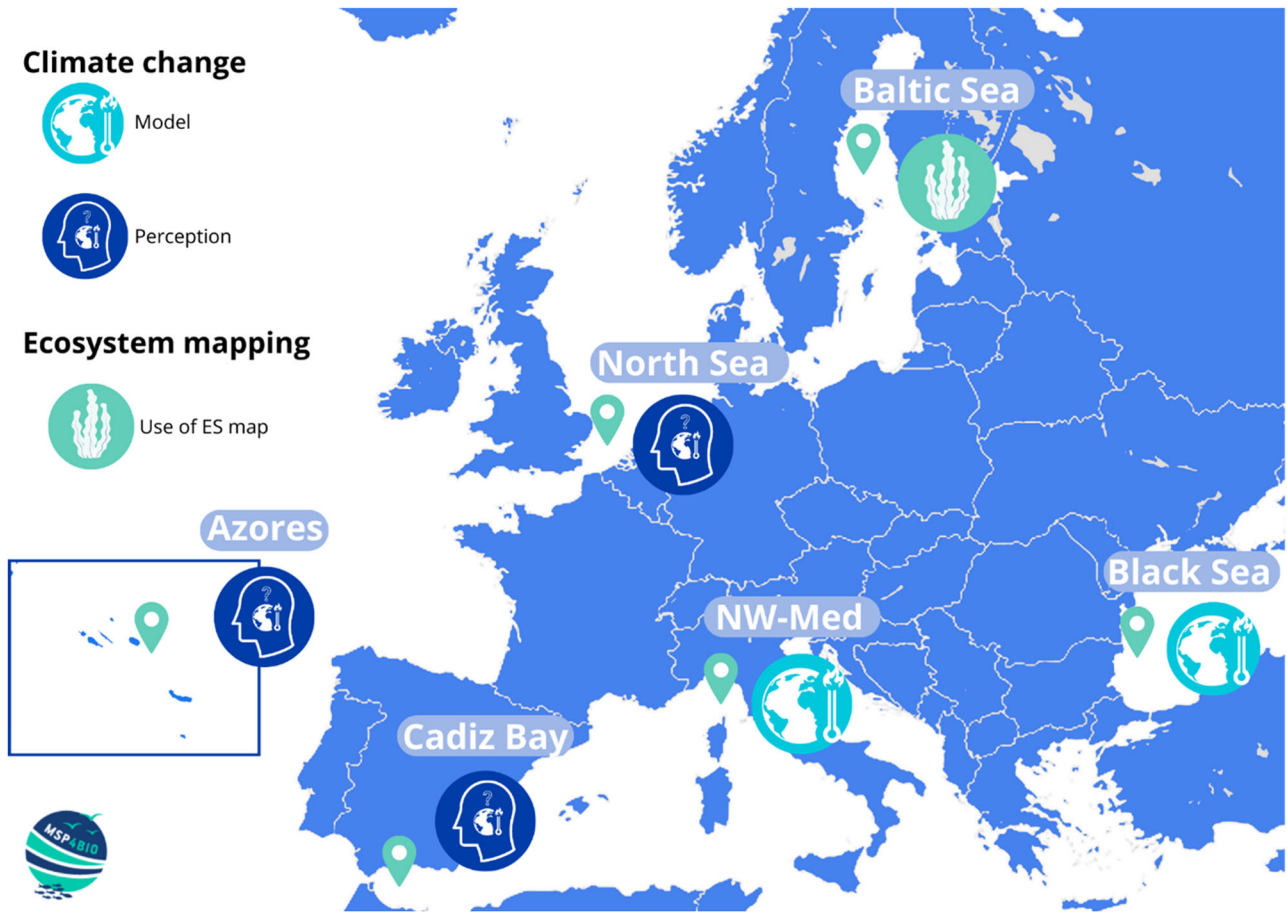 Climate change
Model
Perception
Ecosystem mapping
Use of ES map
Baltic Sea
North Sea
Azores
Black Sea
NW-Med
Cadiz Bay
MSP4BIO